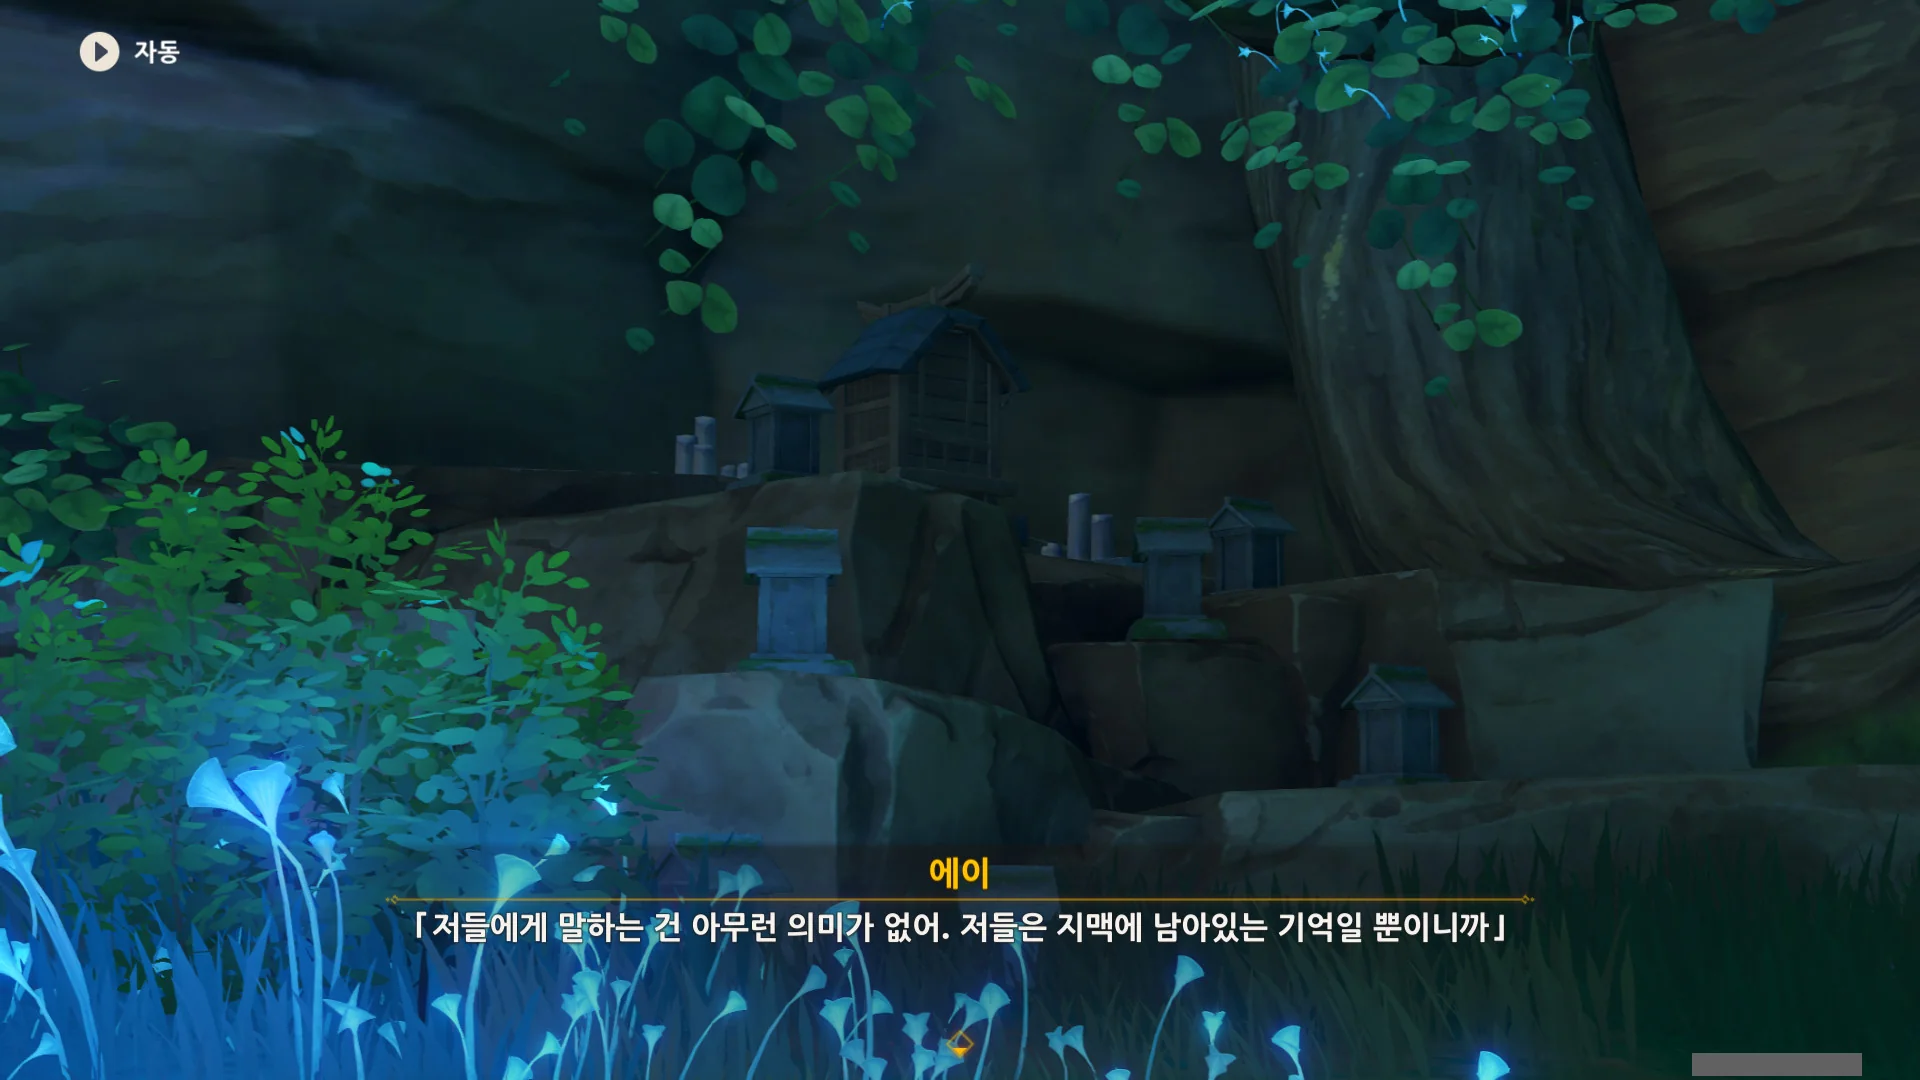 자동
에이
「저들에게 말하는 건 아무런 의미가 없어. 저들은 지맥에 남아있는 기억일 뿐이니까」